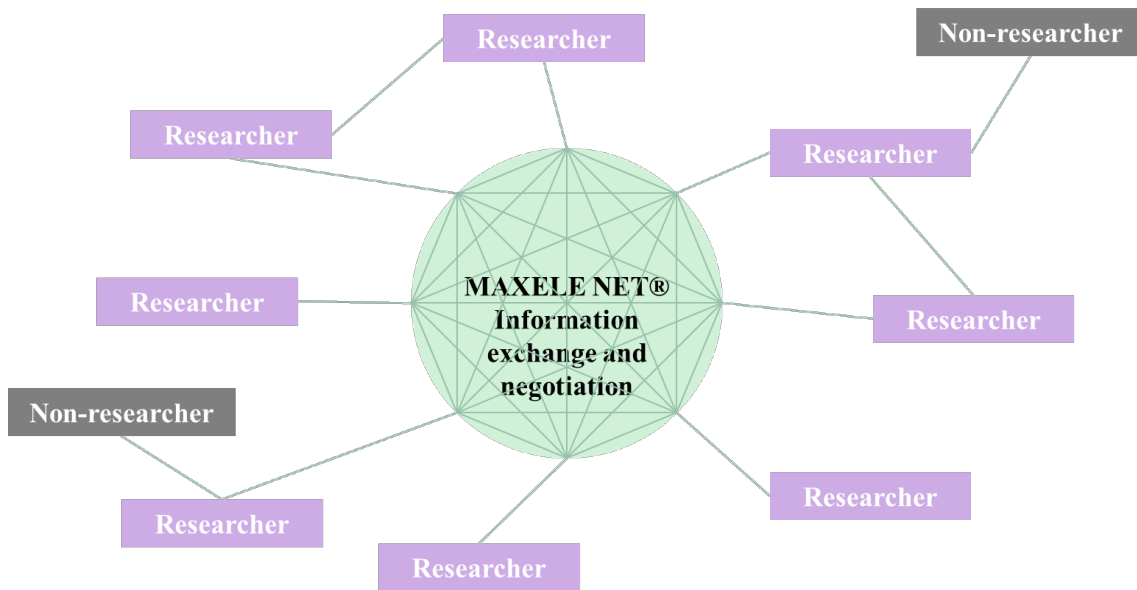 Researcher
Non-researcher
Researcher
Researcher
Researcher
MAXELE NET®
Information
exchange and
negotiation
Researcher
Non-researcher
Researcher
Researcher
Researcher